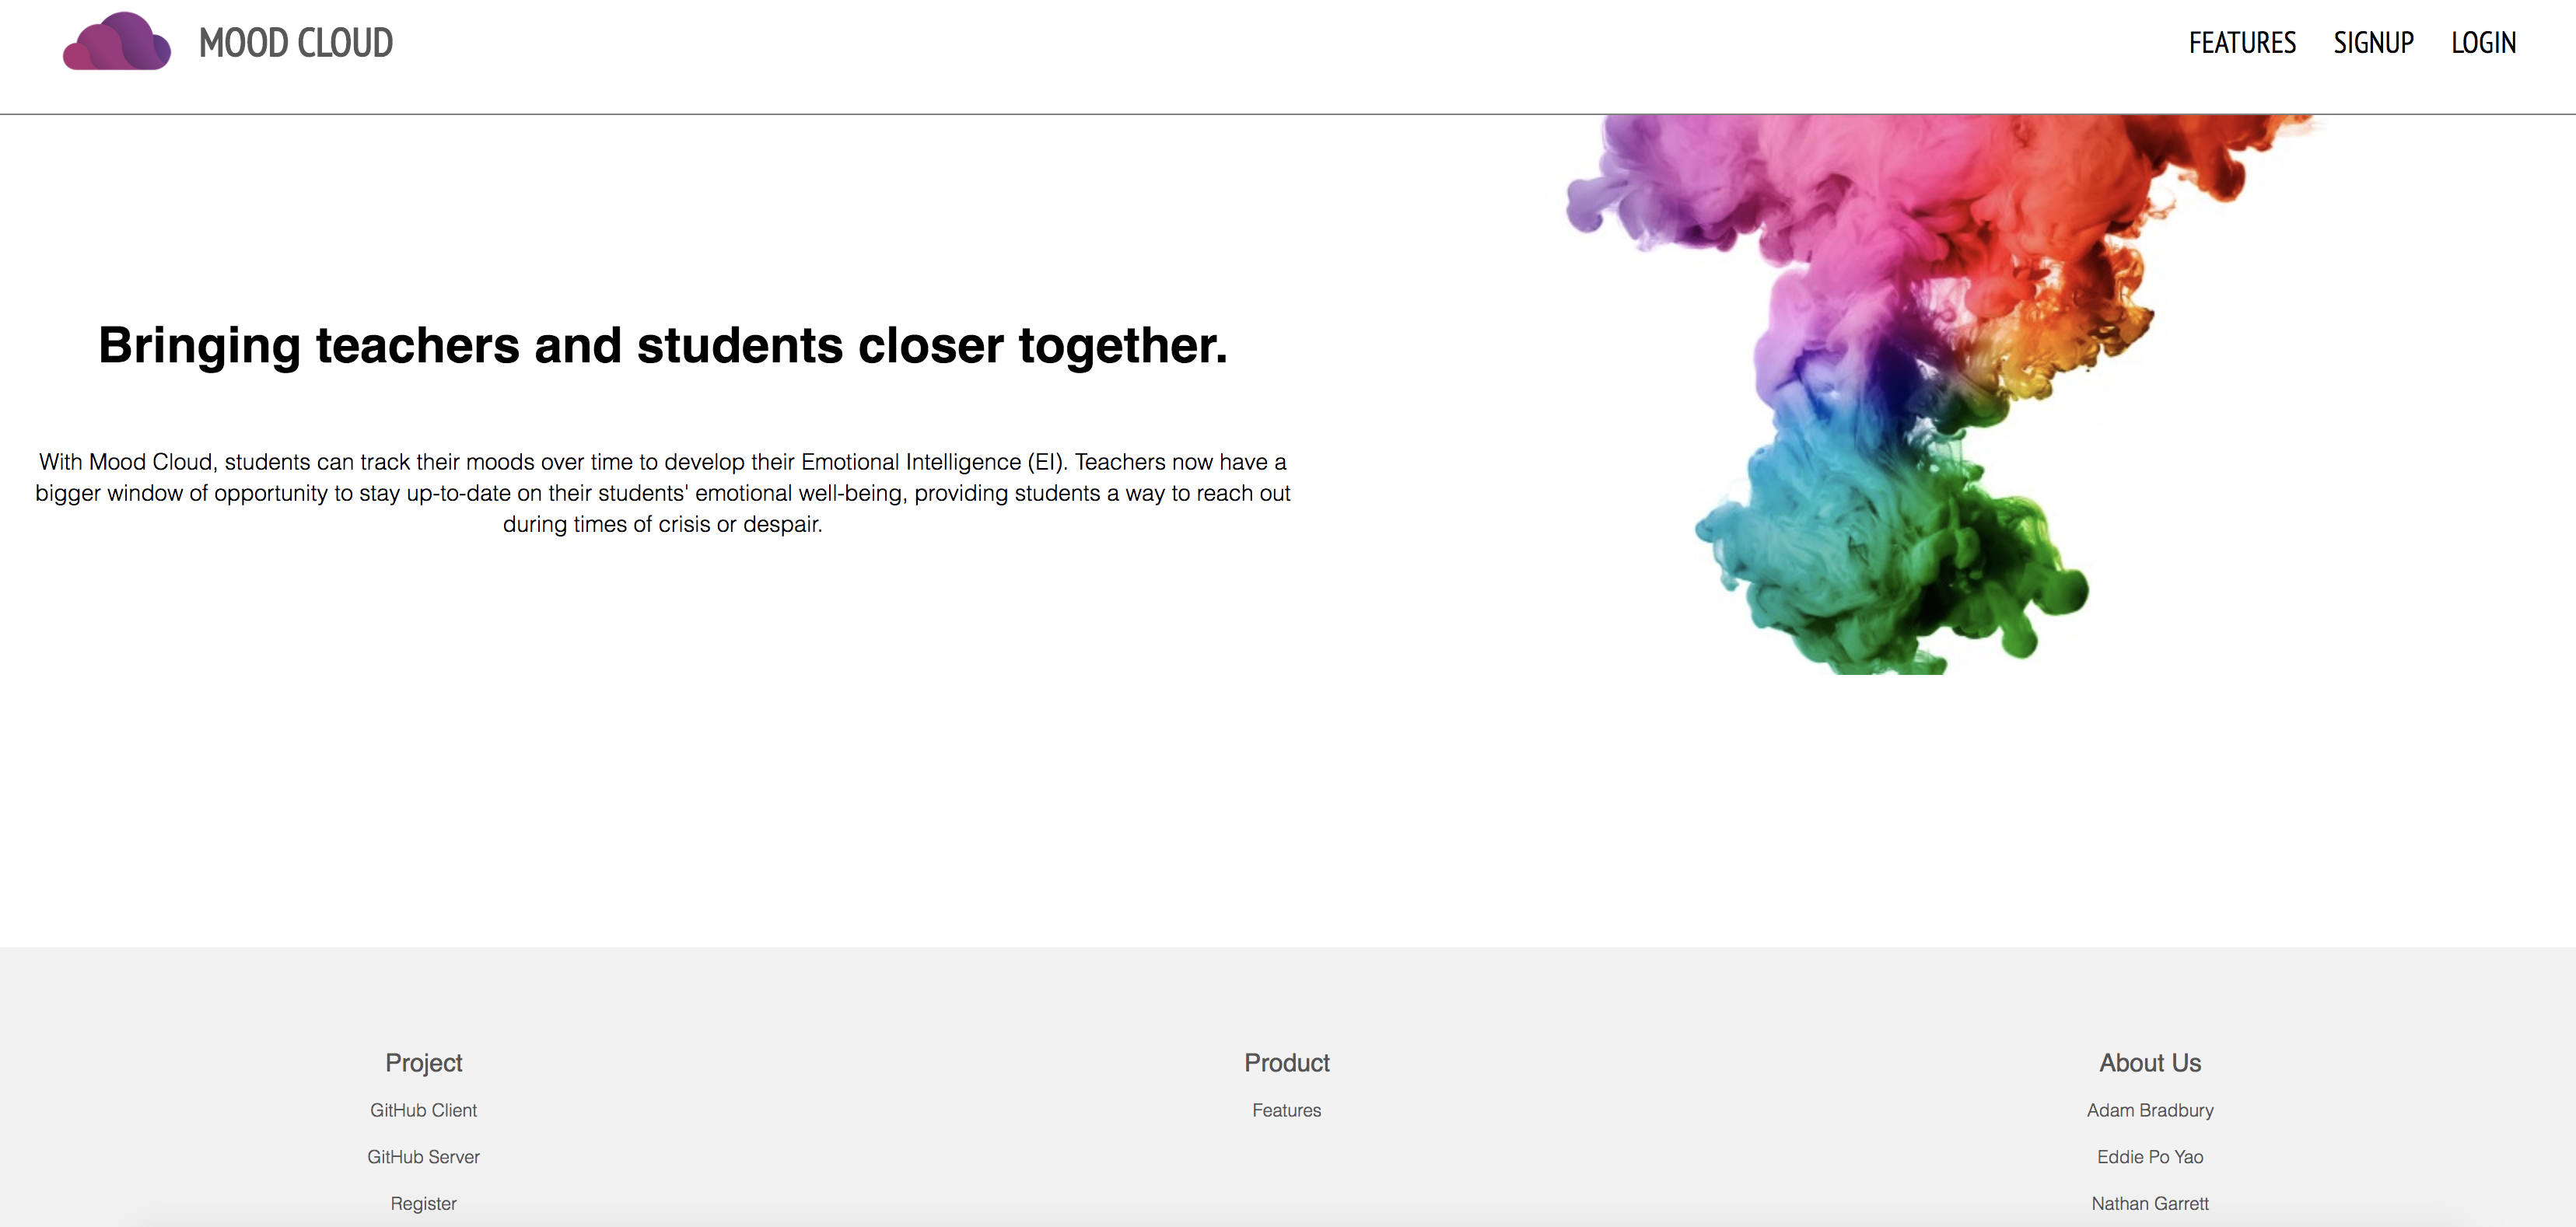 MOOD CLOUD
FEATURES SIGNUP LOGIN
Bringing teachers and students closer together.
With Mood Cloud, students can track their moods over time to develop their Emotional Intelligence (EI). Teachers now have a
bigger window of opportunity to stay up-to-date on their students' emotional well-being, providing students a way to reach out
during times of crisis or despair.
Project
GitHub Client
GitHub Server
Register
Product
Features
About Us
Adam Bradbury
Eddie Po Yao
Nathan Garrett